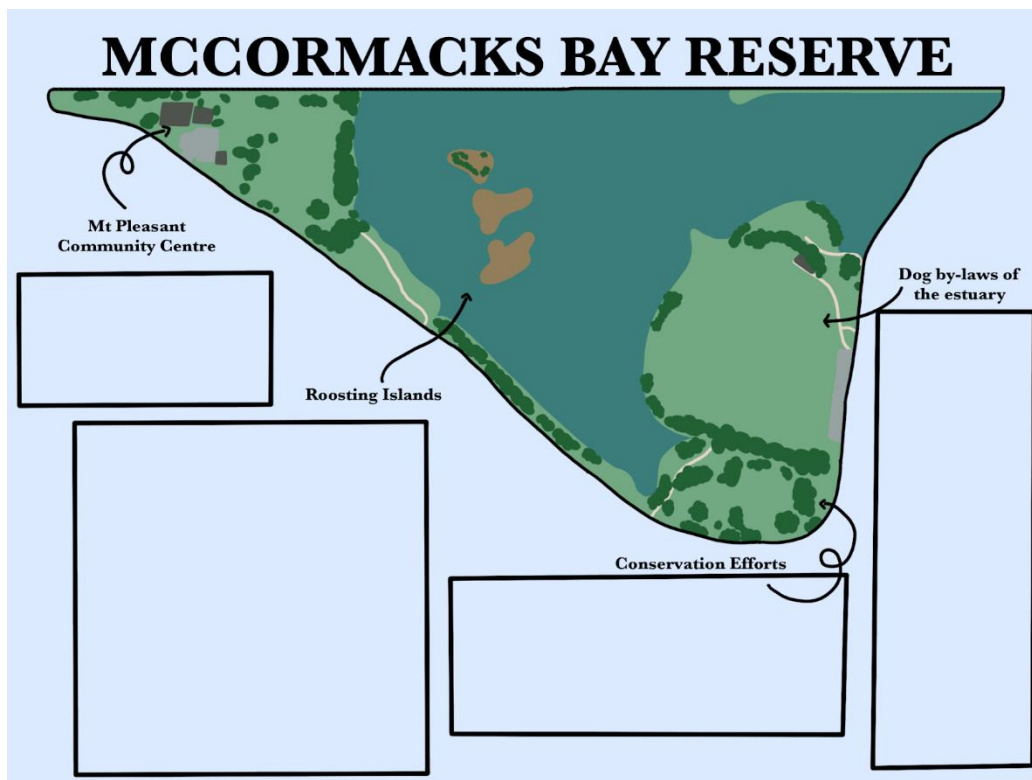 MCCORMACKS BAY RESERVE
Mt Pleasant
Community Centre
Roosting Islands
Dog by-laws of
the estuary
Conservation Efforts